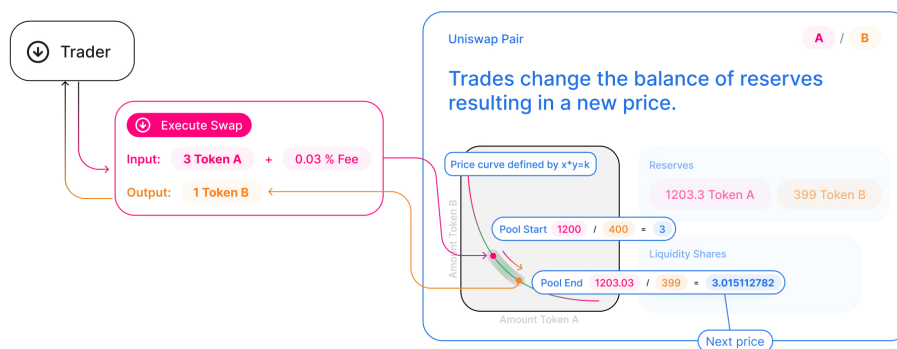 Trader
Execute Swap
Input: 3 Token A + 0.03 % Fee
Output: 1 Token B
Uniswap Pair
A / B
Trades change the balance of reserves
resulting in a new price.
Price curve defined by x*y=k
Amount Token B
Pool Start 1200 / 400 = 3
Pool End 1203.03 / 399 = 3.015112782
Amount Token A
Next price
Reserves
1203.3 Token A 399 Token B
Liquidity Shares